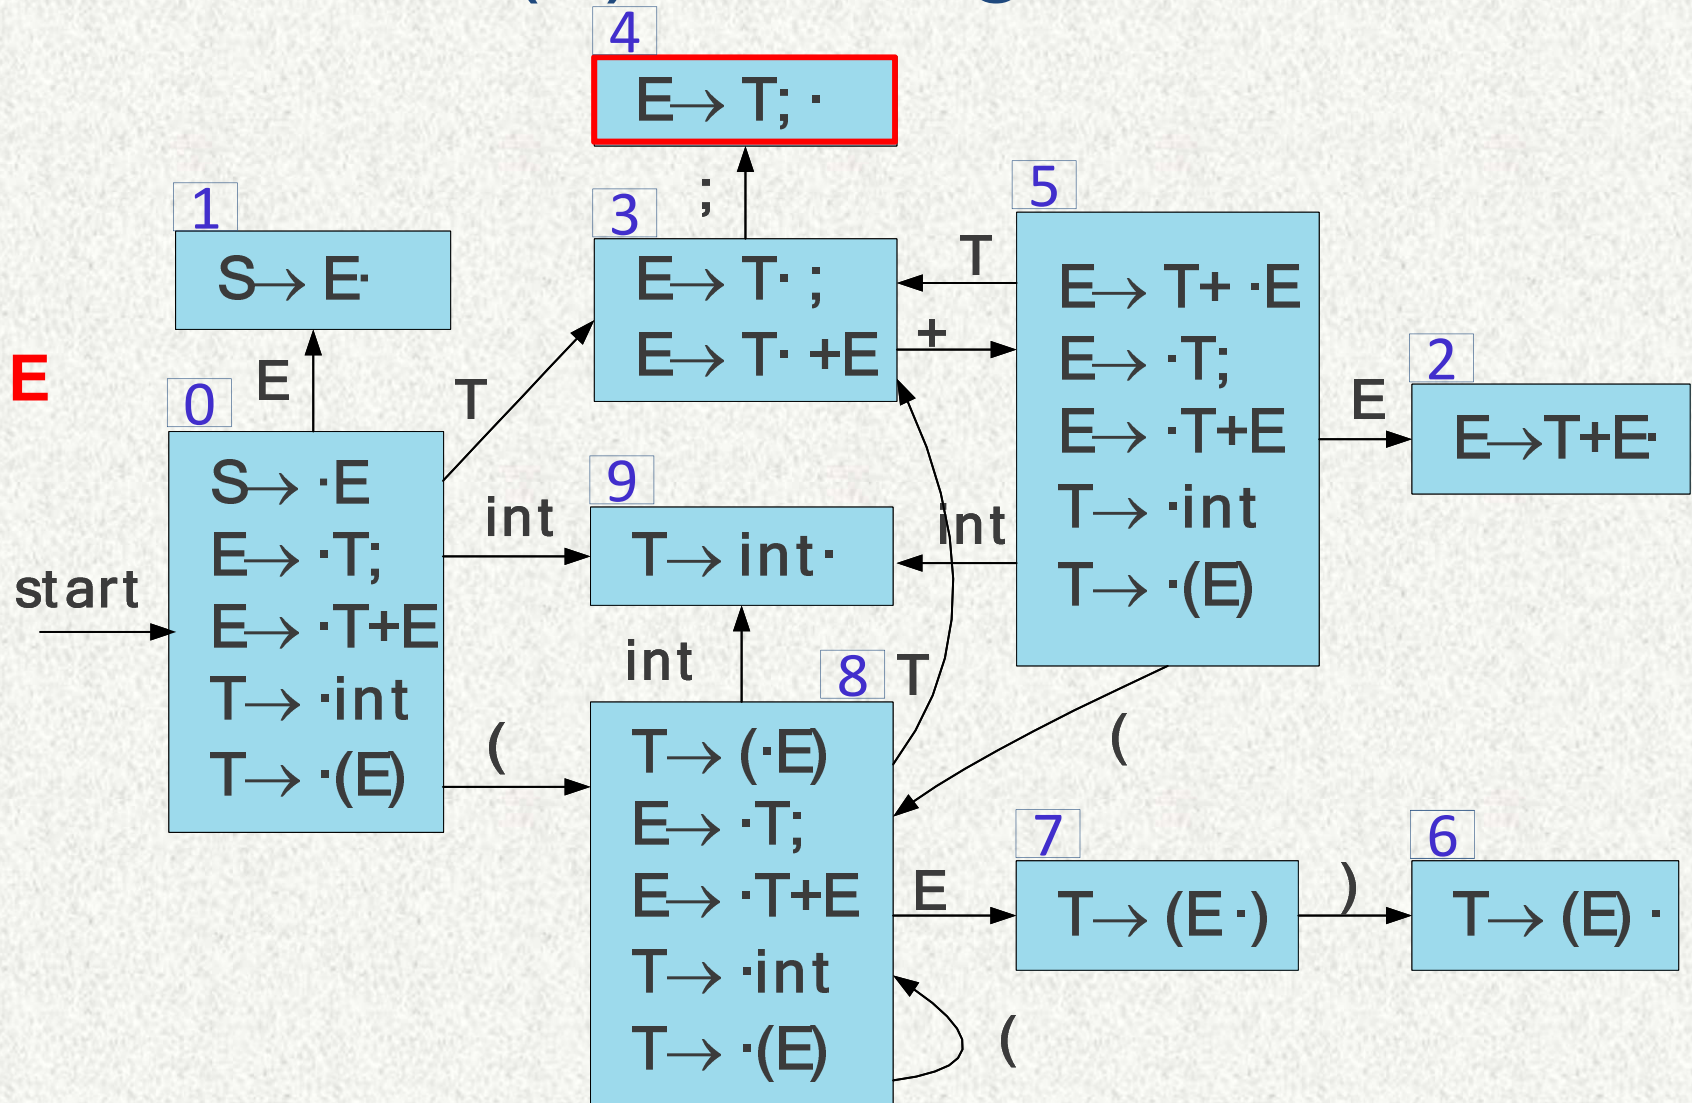 4
E→ T; ·
;
1
S→ E·
3
E→ T· ;
E→ T· +E
T
+
5
E→ T+ ·E
E→ ·T;
E→ ·T+E
T→ ·int
T→ ·(E)
E
2
E→T+E·
E
0
E
T
S→ ·E
E→ ·T;
E→ ·T+E
T→ ·int
T→ ·(E)
start
int
9
T→ int·
int
int
(
8
T
T→ (·E)
E→ ·T;
E→ ·T+E
T→ ·int
T→ ·(E)
(
E
7
T→ (E·)
)
6
T→ (E) ·
(